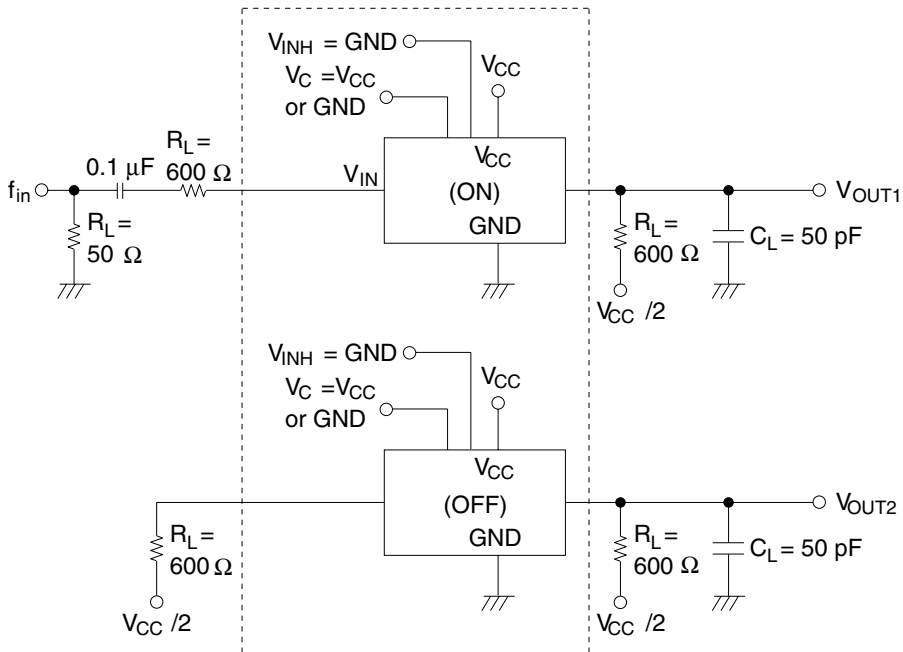 V_INH = GND
V_C = V_CC
or GND
V_CC
R_L =
600 Ω
0.1 μF
f_in
V_IN
V_CC
(ON)
GND
V_OUT1
R_L =
50 Ω
R_L =
600 Ω
C_L = 50 pF
V_CC /2
V_INH = GND
V_C = V_CC
or GND
V_CC
V_CC
(OFF)
GND
V_OUT2
R_L =
600 Ω
R_L =
600 Ω
C_L = 50 pF
V_CC /2
V_CC /2